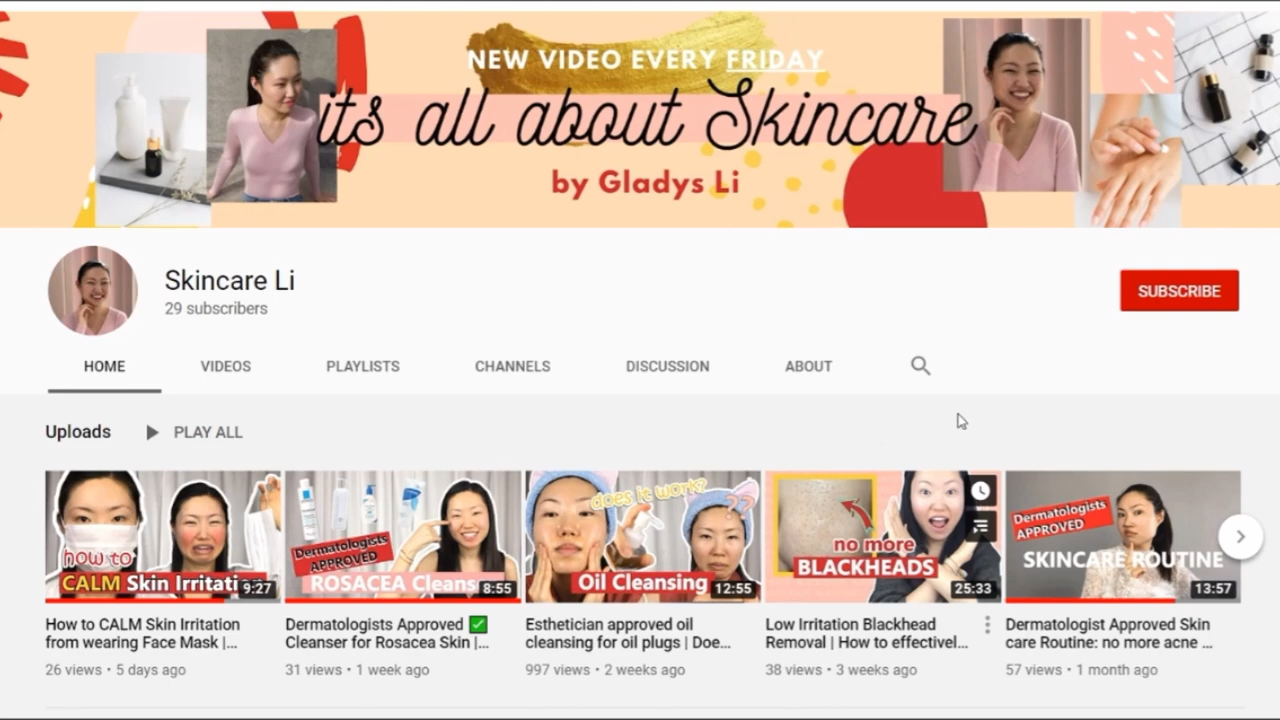 NEW VIDEO EVERY FRIDAY
its all about Skincare
by Gladys Li
Skincare Li
29 subscribers
SUBSCRIBE
HOME
VIDEOS
PLAYLISTS
CHANNELS
DISCUSSION
ABOUT
Uploads
PLAY ALL
how to
CALM Skin Irritati
9:27
Dermatologists
APPROVED
ROSACEA Cleans
8:55
does it work?
??
Oil Cleansing
12:55
no more
BLACKHEADS
25:33
Dermatologists
APPROVED
SKINCARE ROUTINE
13:57
How to CALM Skin Irritation
from wearing Face Mask |...
26 views • 5 days ago
Dermatologists Approved ✅
Cleanser for Rosacea Skin |...
31 views • 1 week ago
Esthetician approved oil
cleansing for oil plugs | Doe...
997 views • 2 weeks ago
Low Irritation Blackhead
Removal | How to effectivel...
38 views • 3 weeks ago
Dermatologist Approved Skin
care Routine: no more acne ...
57 views • 1 month ago